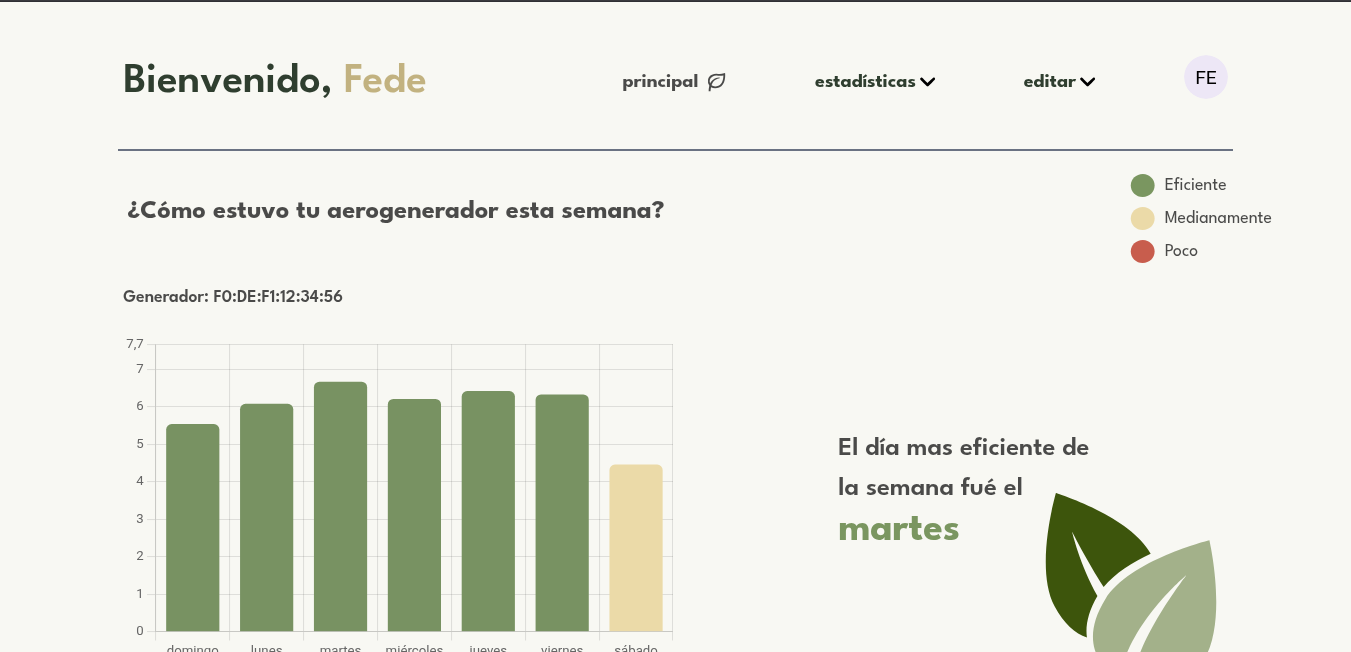 Bienvenido, Fede
principal
estadísticas
editar
FE
¿Cómo estuvo tu aerogenerador esta semana?
Eficiente
Medianamente
Poco
Generador: F0:DE:F1:12:34:56
7,7
7
6
5
4
3
2
1
0
domingo lunes martes miércoles jueves viernes sábado
El día mas eficiente de
la semana fué el
martes